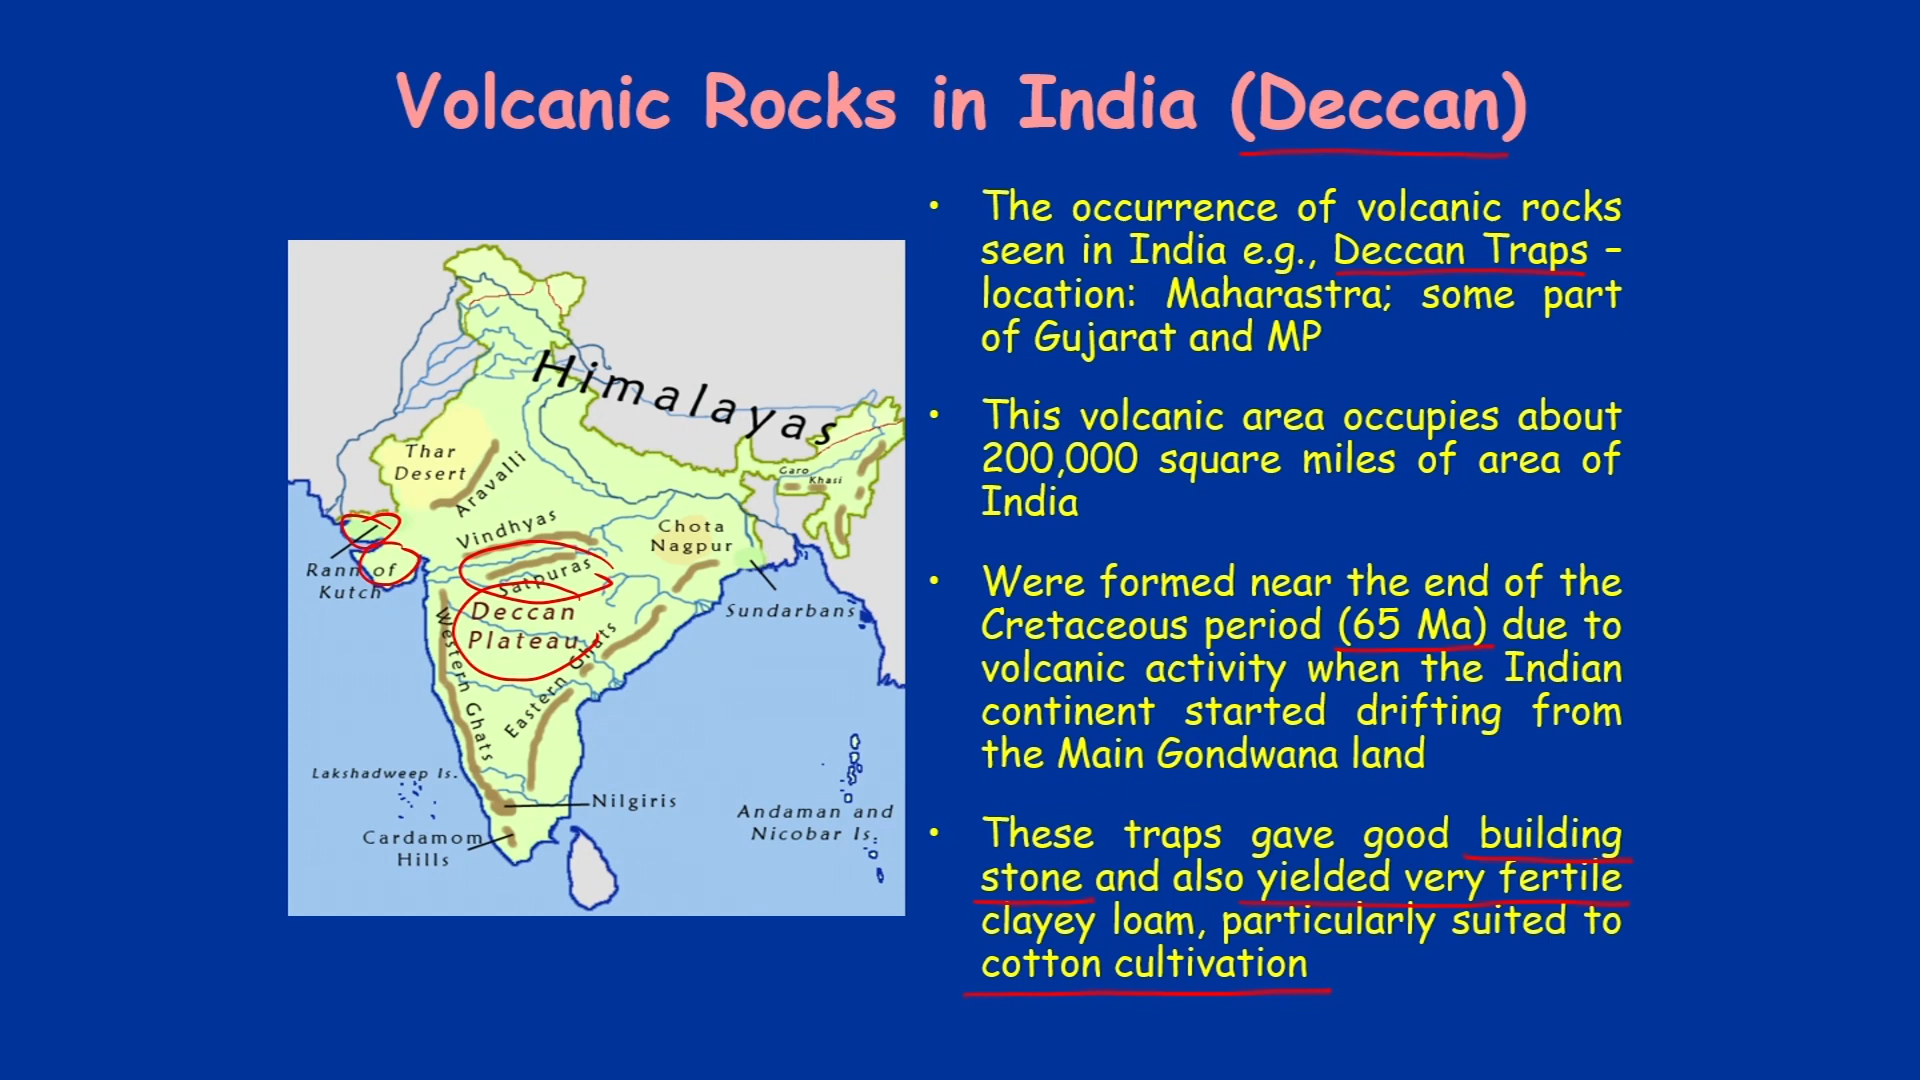 Volcanic Rocks in India (Deccan)
• The occurrence of volcanic rocks
seen in India e.g., Deccan Traps –
location: Maharastra; some part
of Gujarat and MP
• This volcanic area occupies about
200,000 square miles of area of
India
• Were formed near the end of the
Cretaceous period (65 Ma) due to
volcanic activity when the Indian
continent started drifting from
the Main Gondwana land
• These traps gave good building
stone and also yielded very fertile
clayey loam, particularly suited to
cotton cultivation
Himalayas
Thar
Desert
Aravalli
Garo
Khasi
Vindhyas
Chota
Nagpur
Rann of
Kutch
Satpuras
Deccan
Plateau
Sundarbans
Western Ghats
Eastern Ghats
Lakshadweep Is.
Nilgiris
Andaman and
Nicobar Is.
Cardamom
Hills